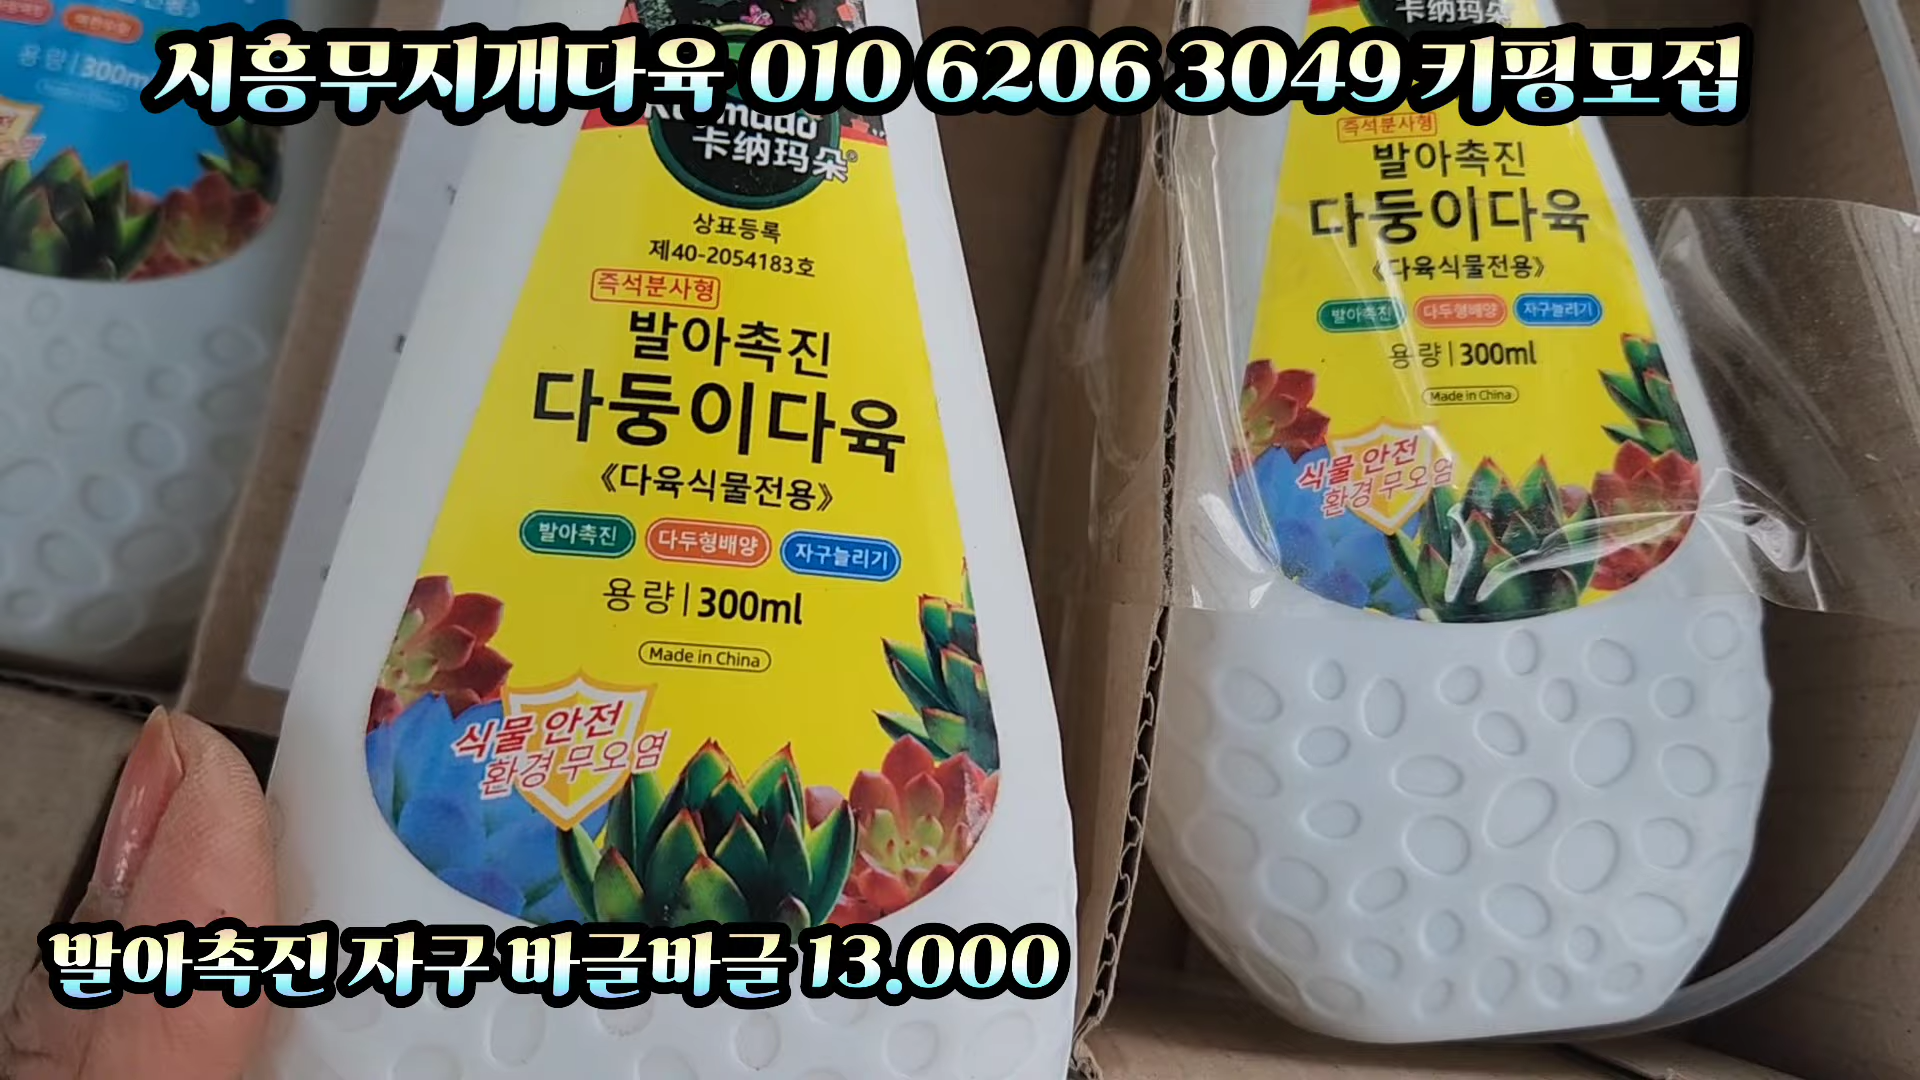 시흥무지개다육 010 6206 3049 키핑모집
용량 | 300m
卡纳玛朵
상표등록
제40-2054183호
즉석분사형
발아촉진
다둥이다육
《다육식물전용》
발아촉진 다두형배양 자구늘리기
용량 | 300ml
Made in China
식물 안전
환경 무오염
卡纳玛朵
즉석분사형
발아촉진
다둥이다육
《다육식물전용》
발아촉진 다두형배양 자구늘리기
용량 | 300ml
Made in China
식물 안전
환경 무오염
발아촉진 자구 바글바글 13.000